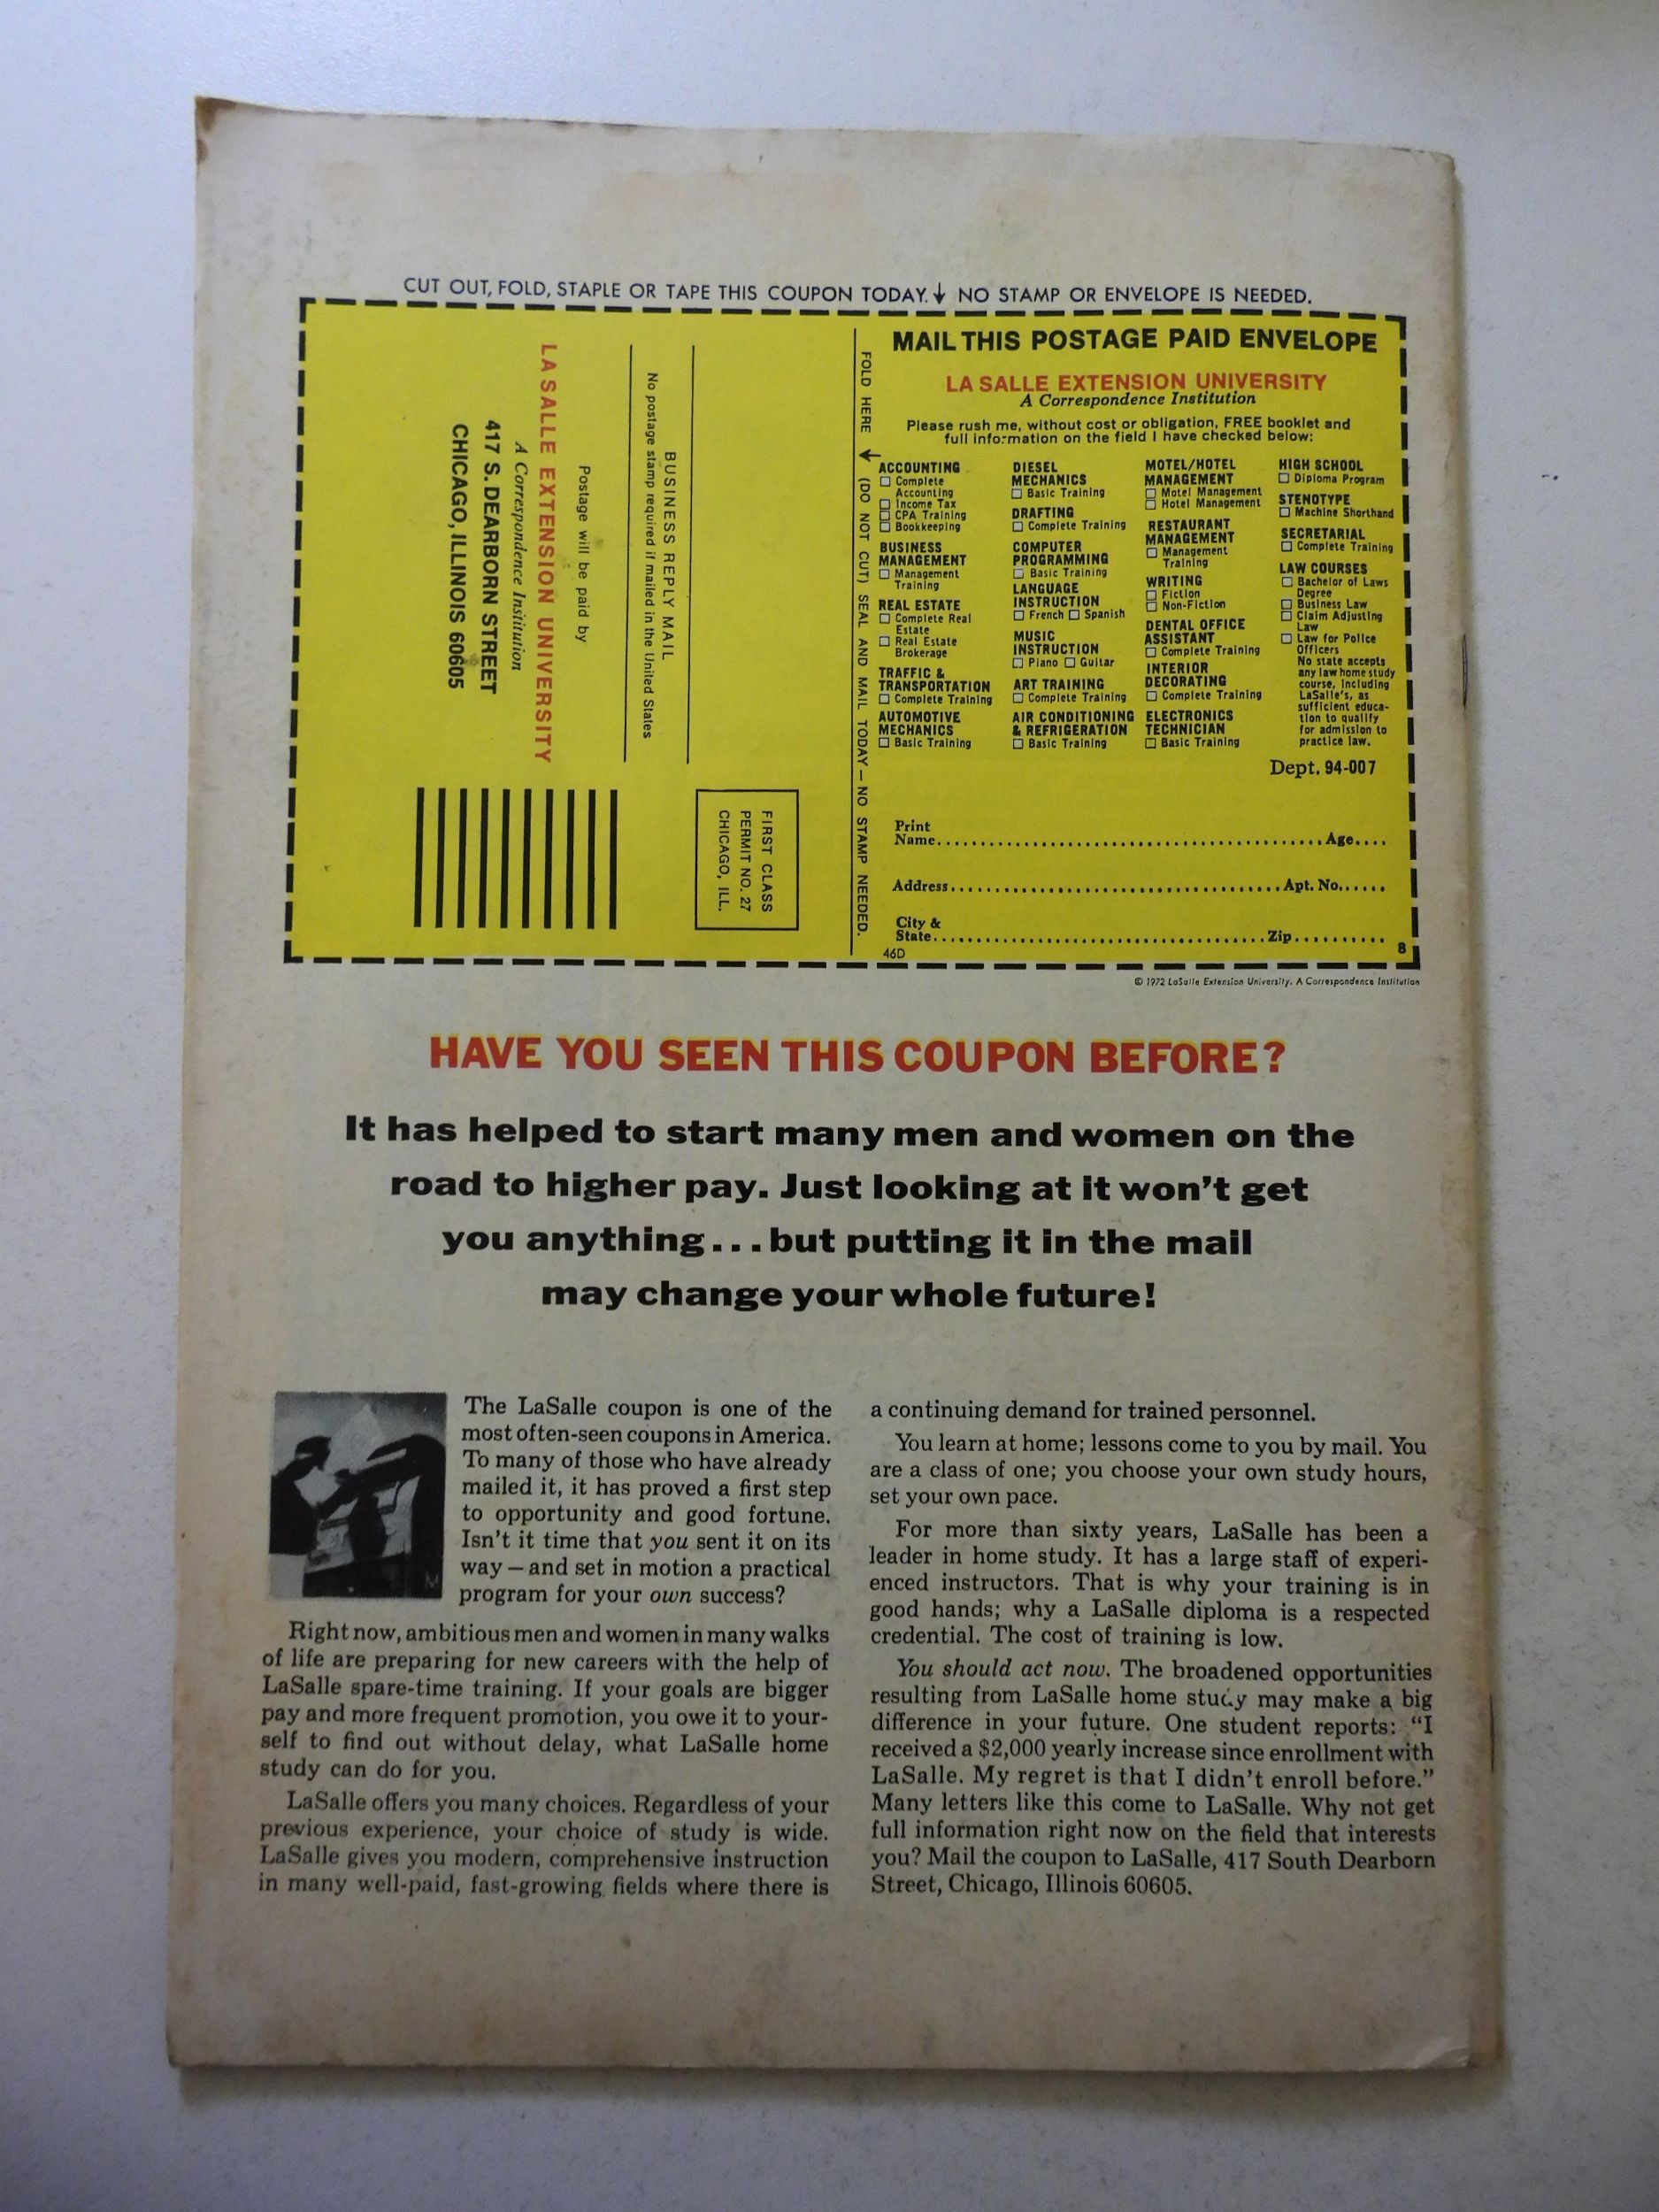 CUT OUT, FOLD, STAPLE OR TAPE THIS COUPON TODAY.↓ NO STAMP OR ENVELOPE IS NEEDED.
BUSINESS REPLY MAIL
No postage stamp required if mailed in the United States
Postage will be paid by
LA SALLE EXTENSION UNIVERSITY
A Correspondence Institution
417 S. DEARBORN STREET
CHICAGO, ILLINOIS 60605
FIRST CLASS
PERMIT NO. 27
CHICAGO, ILL.
FOLD HERE ← (DO NOT CUT) SEAL AND MAIL TODAY — NO STAMP NEEDED.
MAIL THIS POSTAGE PAID ENVELOPE
LA SALLE EXTENSION UNIVERSITY
A Correspondence Institution
Please rush me, without cost or obligation, FREE booklet and
full information on the field I have checked below:
ACCOUNTING
☐ Complete
Accounting
☐ Income Tax
☐ CPA Training
☐ Bookkeeping
BUSINESS
MANAGEMENT
☐ Management
Training
REAL ESTATE
☐ Complete Real
Estate
☐ Real Estate
Brokerage
TRAFFIC &
TRANSPORTATION
☐ Complete Training
AUTOMOTIVE
MECHANICS
☐ Basic Training
DIESEL
MECHANICS
☐ Basic Training
DRAFTING
☐ Complete Training
COMPUTER
PROGRAMMING
☐ Basic Training
LANGUAGE
INSTRUCTION
☐ French ☐ Spanish
MUSIC
INSTRUCTION
☐ Piano ☐ Guitar
ART TRAINING
☐ Complete Training
AIR CONDITIONING
& REFRIGERATION
☐ Basic Training
MOTEL/HOTEL
MANAGEMENT
☐ Motel Management
☐ Hotel Management
RESTAURANT
MANAGEMENT
☐ Management
Training
WRITING
☐ Fiction
☐ Non-Fiction
DENTAL OFFICE
ASSISTANT
☐ Complete Training
INTERIOR
DECORATING
☐ Complete Training
ELECTRONICS
TECHNICIAN
☐ Basic Training
HIGH SCHOOL
☐ Diploma Program
STENOTYPE
☐ Machine Shorthand
SECRETARIAL
☐ Complete Training
LAW COURSES
☐ Bachelor of Laws
Degree
☐ Business Law
☐ Claim Adjusting
Law
☐ Law for Police
Officers
No state accepts
any law home study
course, including
LaSalle's, as
sufficient educa-
tion to qualify
for admission to
practice law.
Dept. 94-007
Print
Name........................................Age....
Address........................................Apt. No......
City &
State........................................Zip..........
46D
8
© 1972 LaSalle Extension University. A Correspondence Institution
HAVE YOU SEEN THIS COUPON BEFORE?
It has helped to start many men and women on the
road to higher pay. Just looking at it won't get
you anything...but putting it in the mail
may change your whole future!
The LaSalle coupon is one of the
most often-seen coupons in America.
To many of those who have already
mailed it, it has proved a first step
to opportunity and good fortune.
Isn't it time that you sent it on its
way – and set in motion a practical
program for your own success?
Right now, ambitious men and women in many walks
of life are preparing for new careers with the help of
LaSalle spare-time training. If your goals are bigger
pay and more frequent promotion, you owe it to your-
self to find out without delay, what LaSalle home
study can do for you.
LaSalle offers you many choices. Regardless of your
previous experience, your choice of study is wide.
LaSalle gives you modern, comprehensive instruction
in many well-paid, fast-growing fields where there is
a continuing demand for trained personnel.
You learn at home; lessons come to you by mail. You
are a class of one; you choose your own study hours,
set your own pace.
For more than sixty years, LaSalle has been a
leader in home study. It has a large staff of experi-
enced instructors. That is why your training is in
good hands; why a LaSalle diploma is a respected
credential. The cost of training is low.
You should act now. The broadened opportunities
resulting from LaSalle home study may make a big
difference in your future. One student reports: "I
received a $2,000 yearly increase since enrollment with
LaSalle. My regret is that I didn't enroll before."
Many letters like this come to LaSalle. Why not get
full information right now on the field that interests
you? Mail the coupon to LaSalle, 417 South Dearborn
Street, Chicago, Illinois 60605.